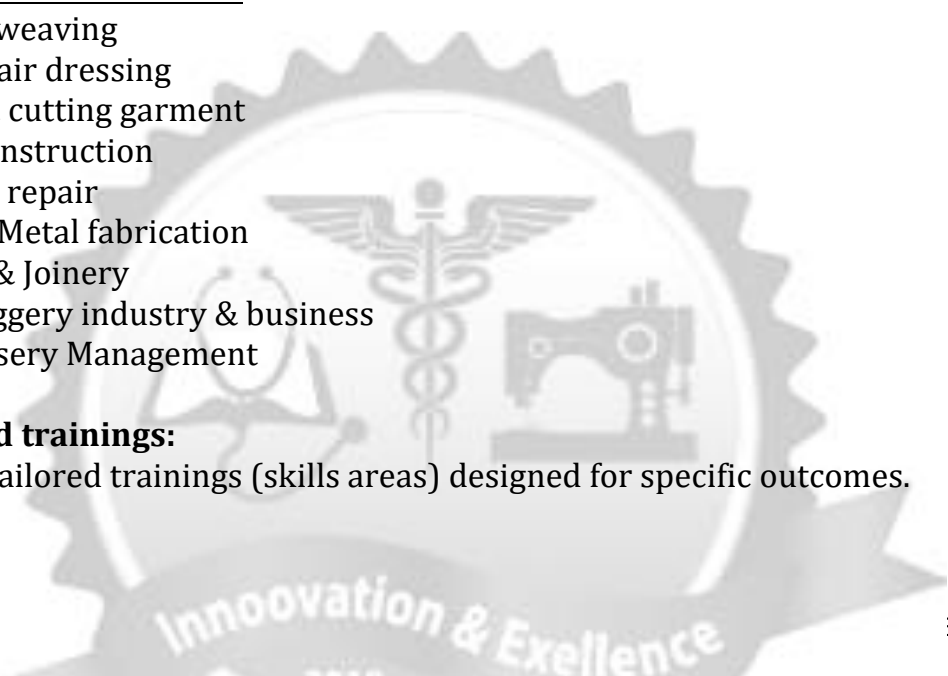 weaving
air dressing
cutting garment
nstruction
repair
Metal fabrication
& Joinery
ggery industry & business
sery Management
d trainings:
ailored trainings (skills areas) designed for specific outcomes.
Innoovation & Exellence